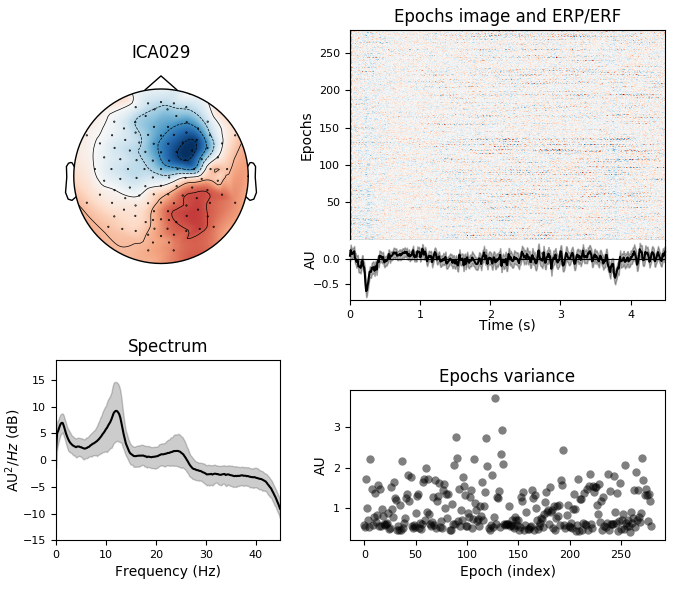 ICA029
Epochs image and ERP/ERF
Epochs
250
200
150
100
50
AU
0.0
−0.5
0 1 2 3 4
Time (s)
Spectrum
AU²/Hz (dB)
15
10
5
0
−5
−10
−15
0 10 20 30 40
Frequency (Hz)
Epochs variance
AU
3
2
1
0 50 100 150 200 250
Epoch (index)